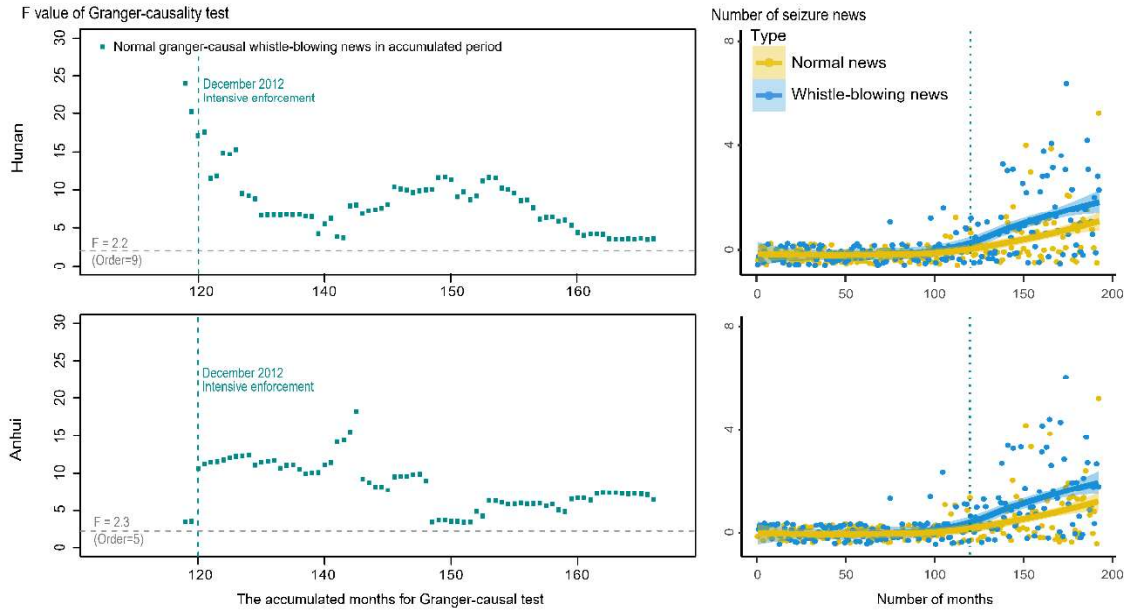 F value of Granger-causality test
Number of seizure news
Hunan
30
25
20
15
10
5
0
Normal granger-causal whistle-blowing news in accumulated period
December 2012
Intensive enforcement
F = 2.2
(Order=9)
120
140
150
160
8
4
0
Type
Normal news
Whistle-blowing news
0
50
100
150
200
Anhui
30
25
20
15
10
5
0
December 2012
Intensive enforcement
F = 2.3
(Order=5)
120
140
150
160
The accumulated months for Granger-causal test
8
4
0
0
50
100
150
200
Number of months